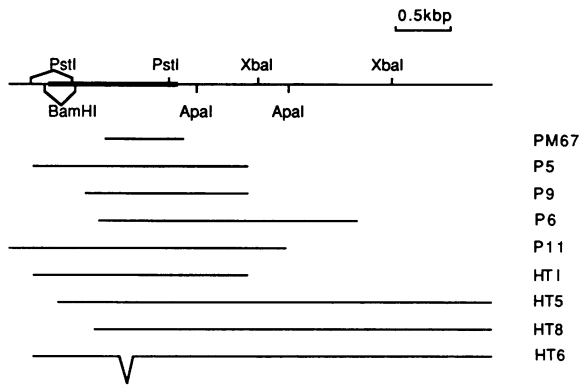 0.5kbp
PstI PstI XbaI XbaI
BamHI ApaI ApaI
PM67
P5
P9
P6
P11
HT1
HT5
HT8
HT6